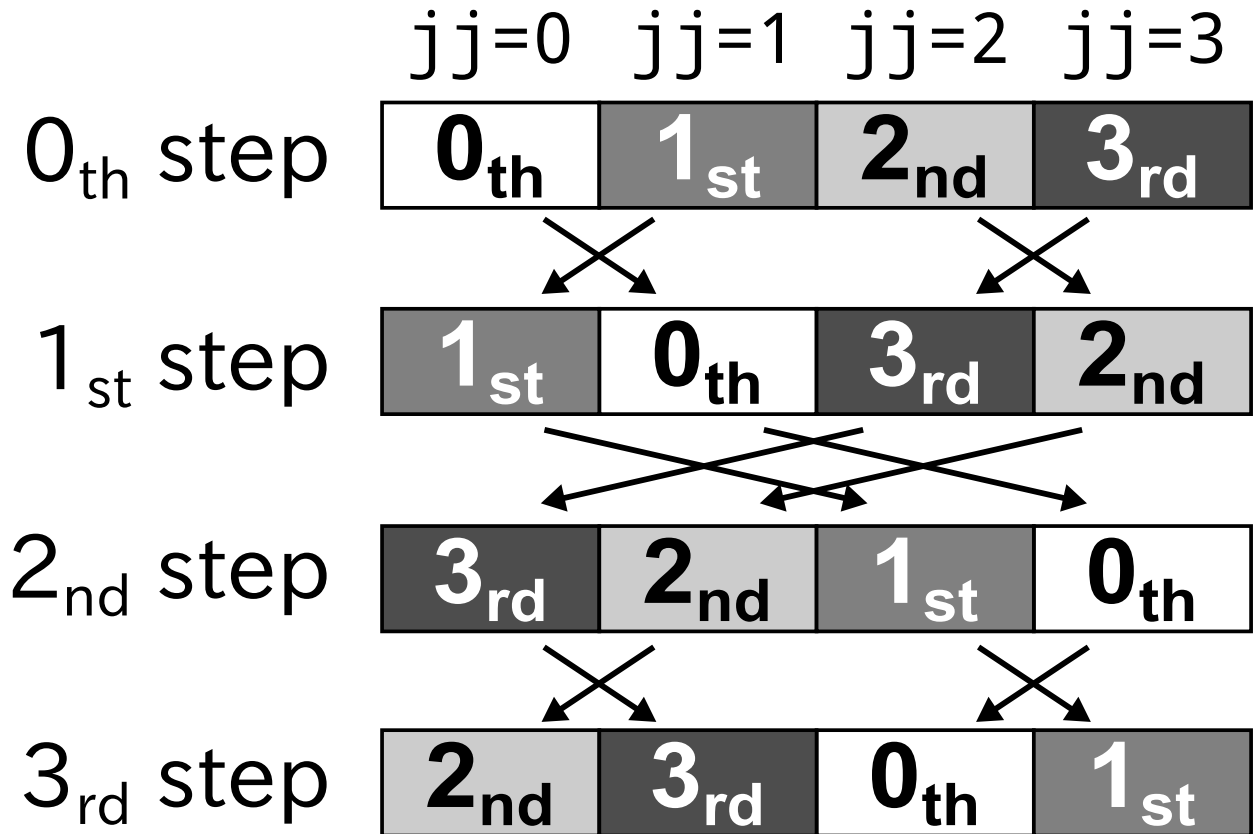 jj=0 jj=1 jj=2 jj=3
0th step 0th 1st 2nd 3rd
1st step 1st 0th 3rd 2nd
2nd step 3rd 2nd 1st 0th
3rd step 2nd 3rd 0th 1st